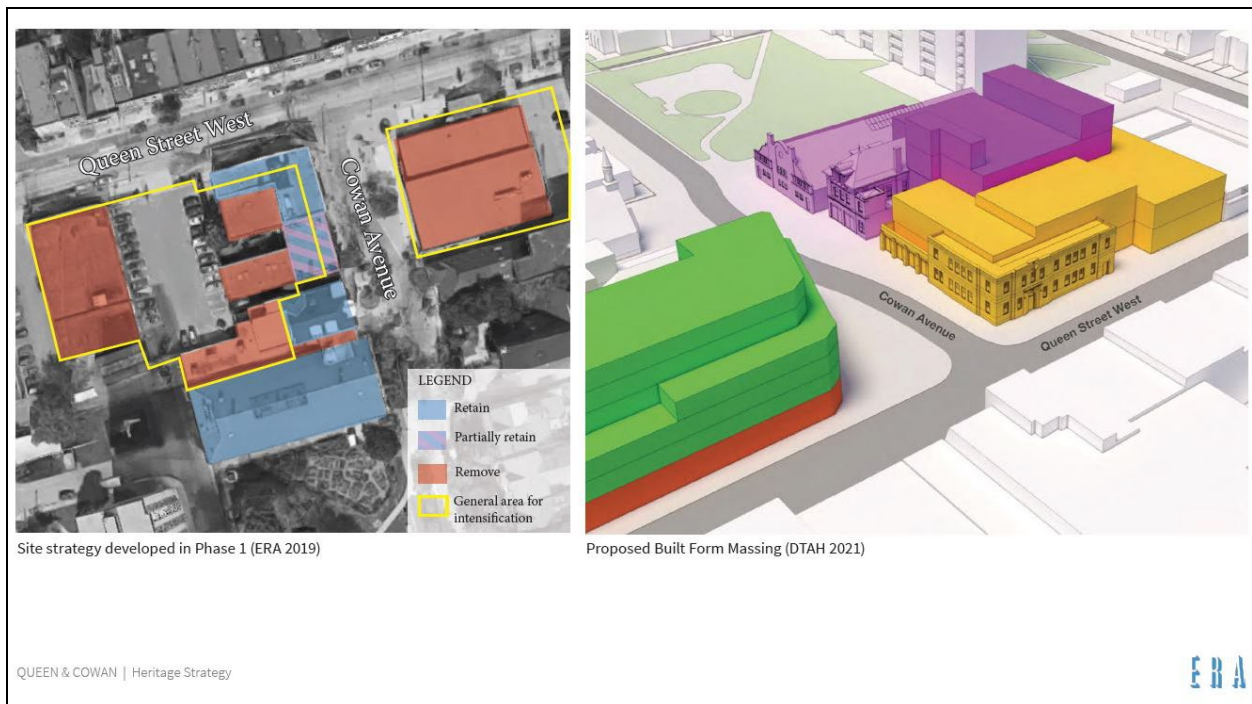 Queen Street West
Cowan Avenue
LEGEND
Retain
Partially retain
Remove
General area for
intensification
Cowan Avenue
Queen Street West
Site strategy developed in Phase 1 (ERA 2019)
Proposed Built Form Massing (DTAH 2021)
QUEEN & COWAN | Heritage Strategy
ERA